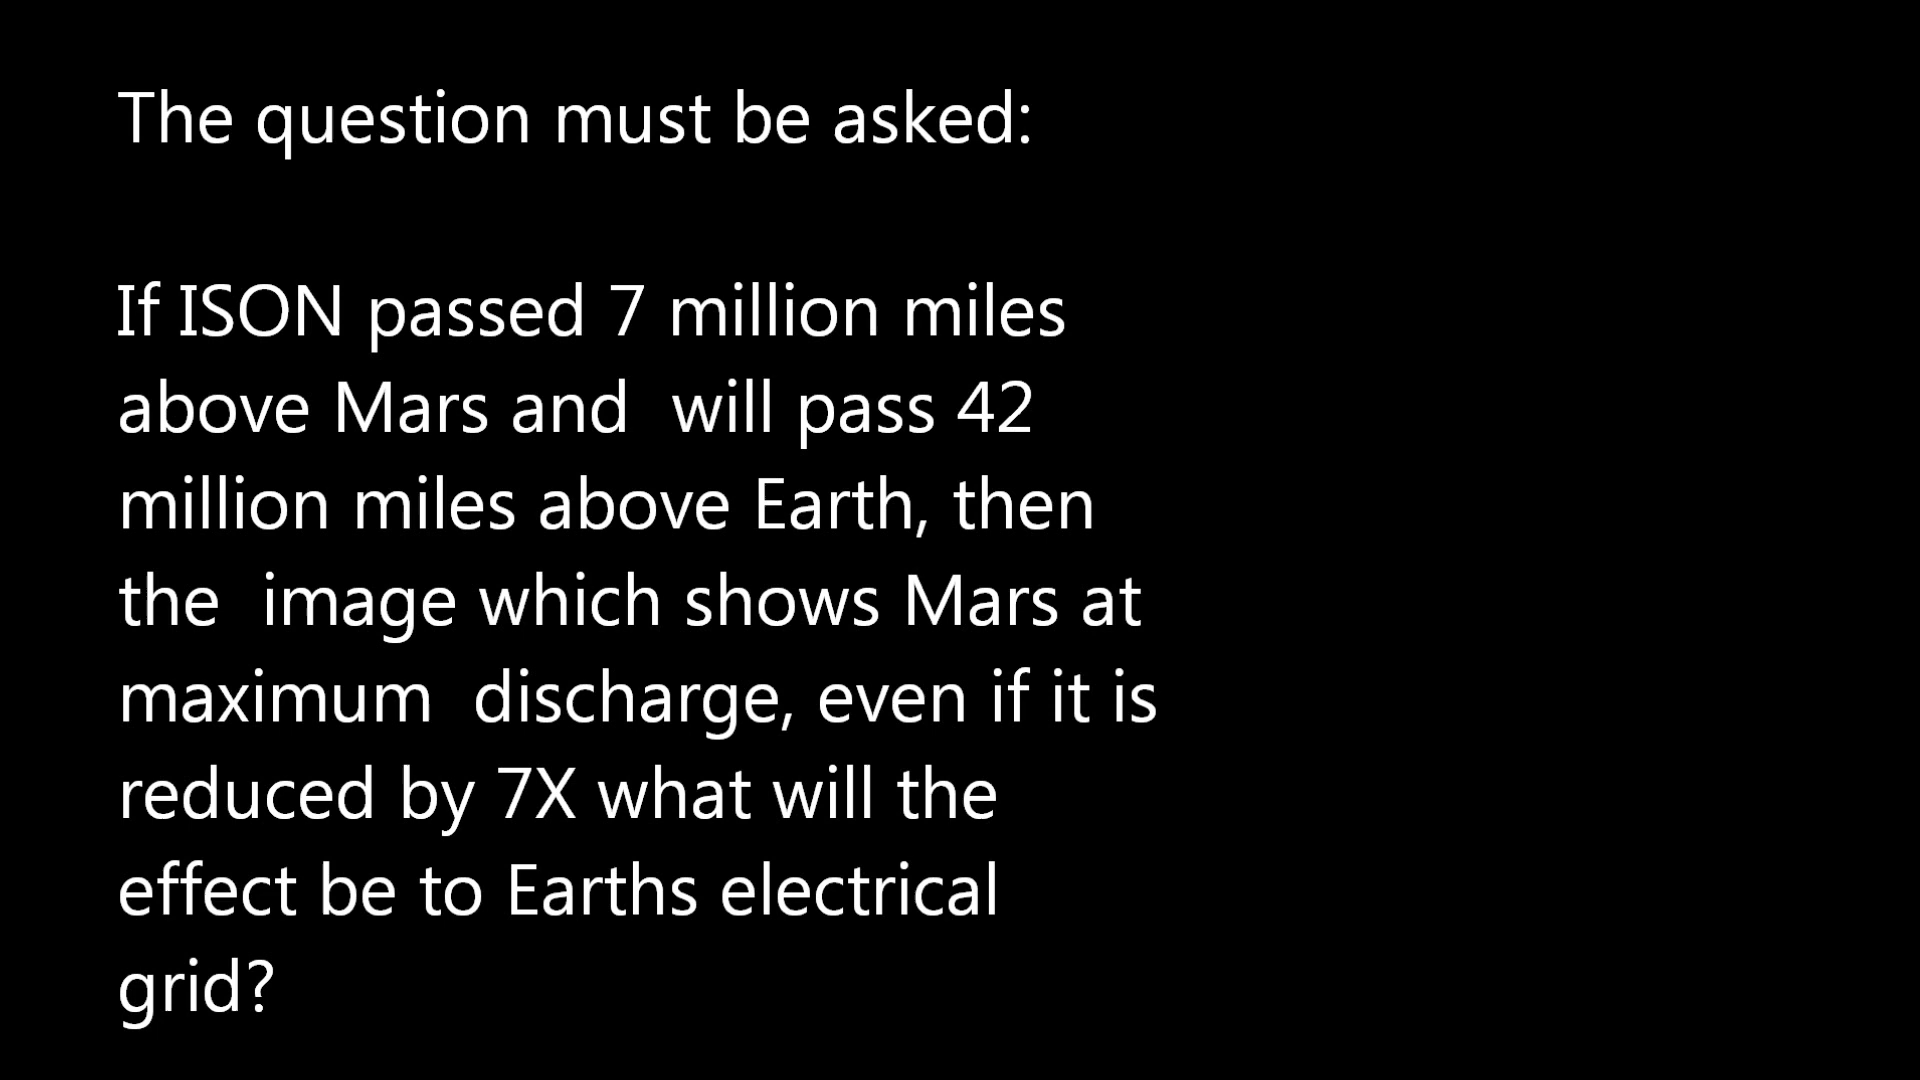 The question must be asked:
If ISON passed 7 million miles
above Mars and  will pass 42
million miles above Earth, then
the  image which shows Mars at
maximum  discharge, even if it is
reduced by 7X what will the
effect be to Earths electrical
grid?